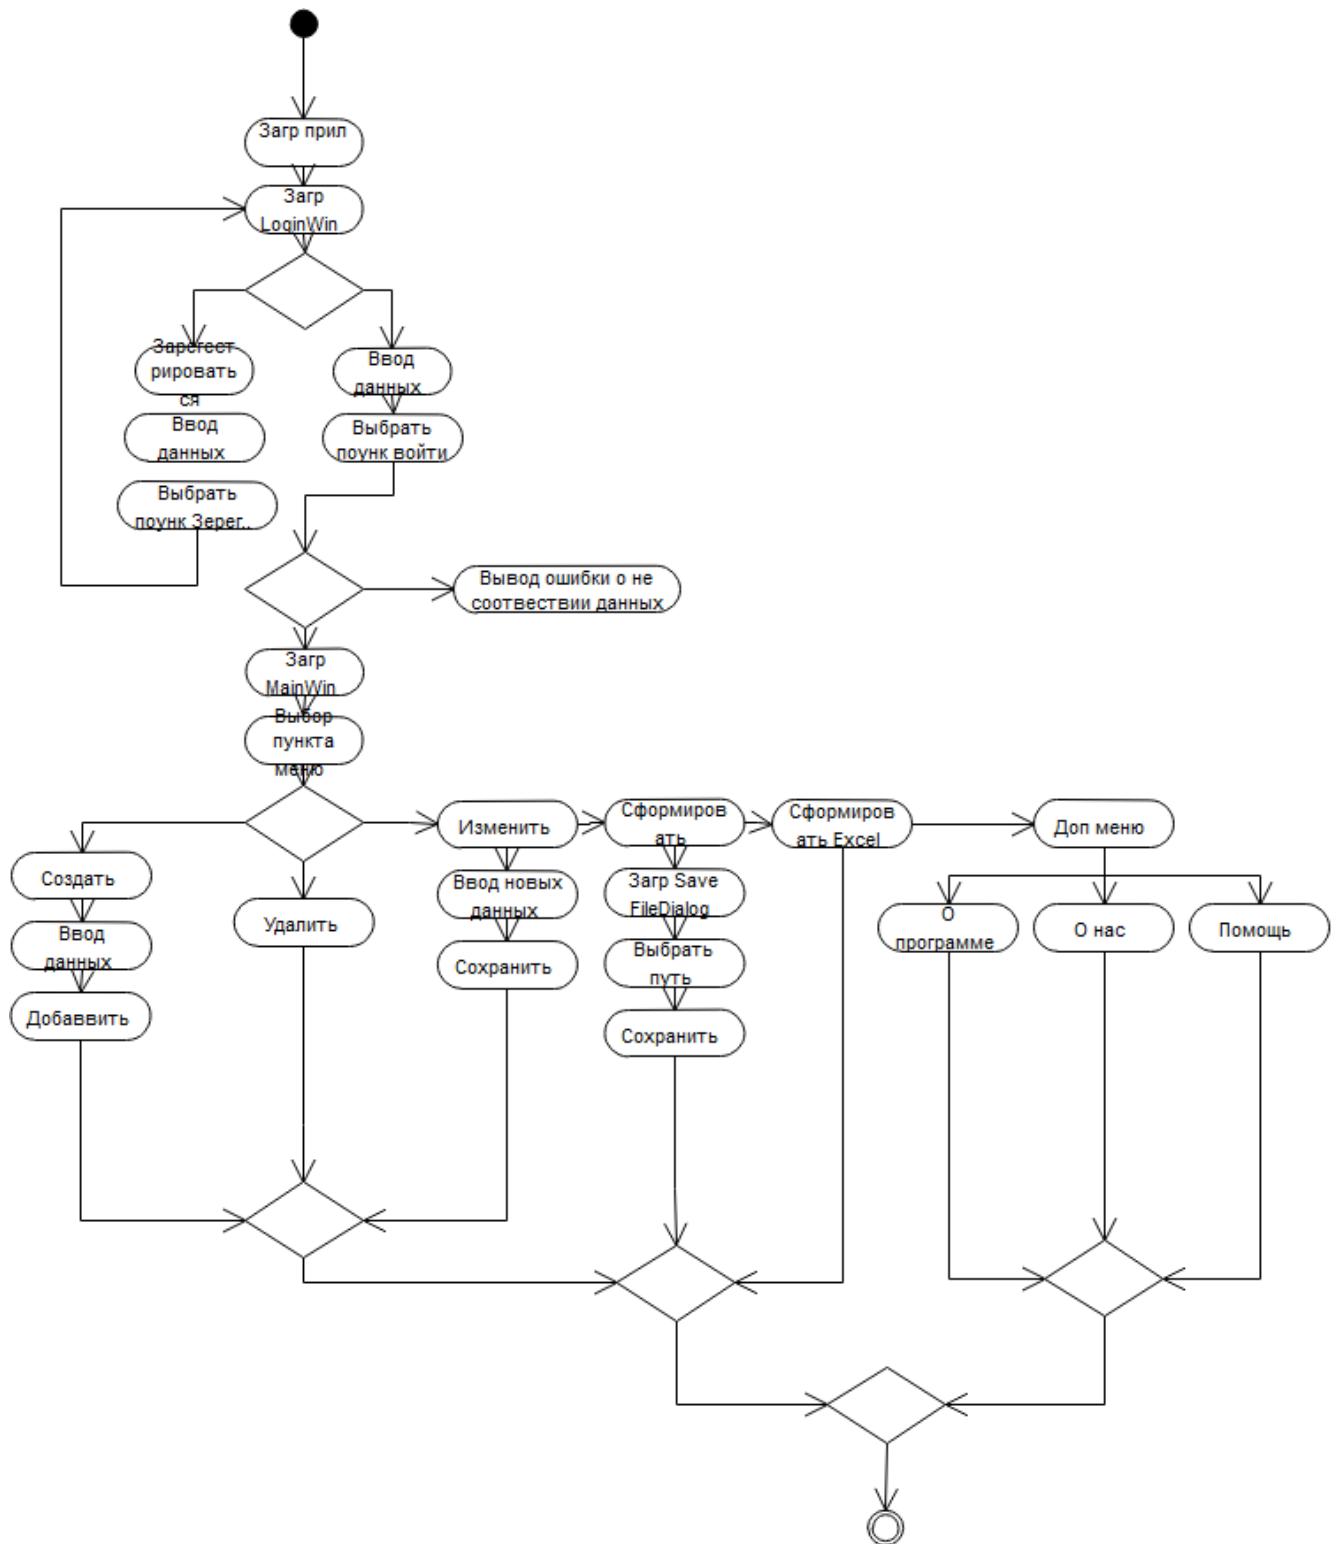 Загр прил
Загр
LoginWin
Зарегест
рировать
ся
Ввод
данных
Ввод
данных
Выбрать
поунк войти
Выбрать
поунк Зерег..
Вывод ошибки о не
соотвествии данных
Загр
MainWin
Выбор
пункта
меню
Создать
Ввод
данных
Добаввить
Удалить
Изменить
Ввод новых
данных
Сохранить
Сформиров
ать
Загр Save
FileDialog
Выбрать
путь
Сохранить
Сформиров
ать Excel
Доп меню
О
программе
О нас
Помощь